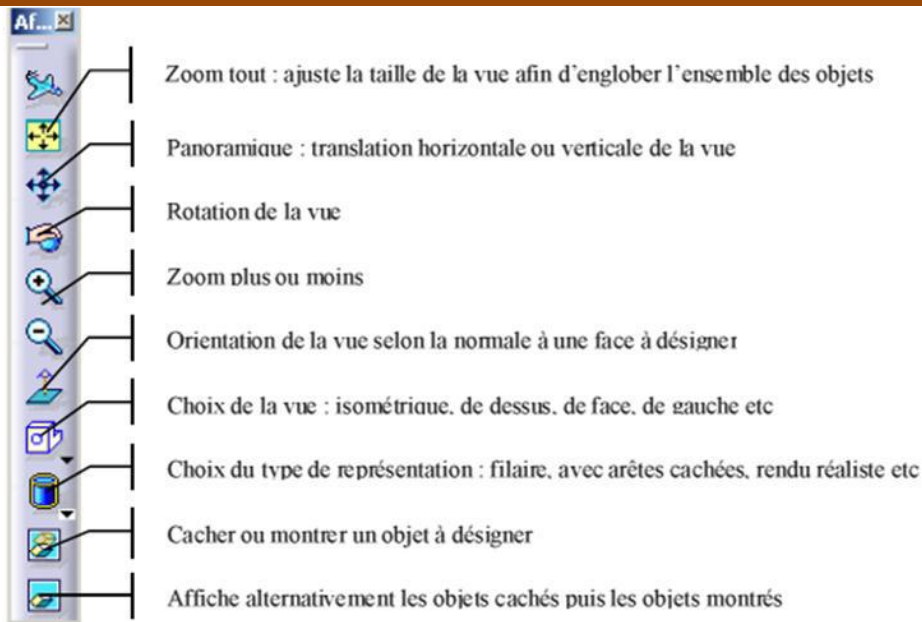 Af...
Zoom tout : ajuste la taille de la vue afin d'englober l'ensemble des objets
Panoramique : translation horizontale ou verticale de la vue
Rotation de la vue
Zoom plus ou moins
Orientation de la vue selon la normale à une face à désigner
Choix de la vue : isométrique, de dessus, de face, de gauche etc
Choix du type de représentation : filaire, avec arêtes cachées, rendu réaliste etc
Cacher ou montrer un objet à désigner
Affiche alternativement les objets cachés puis les objets montrés